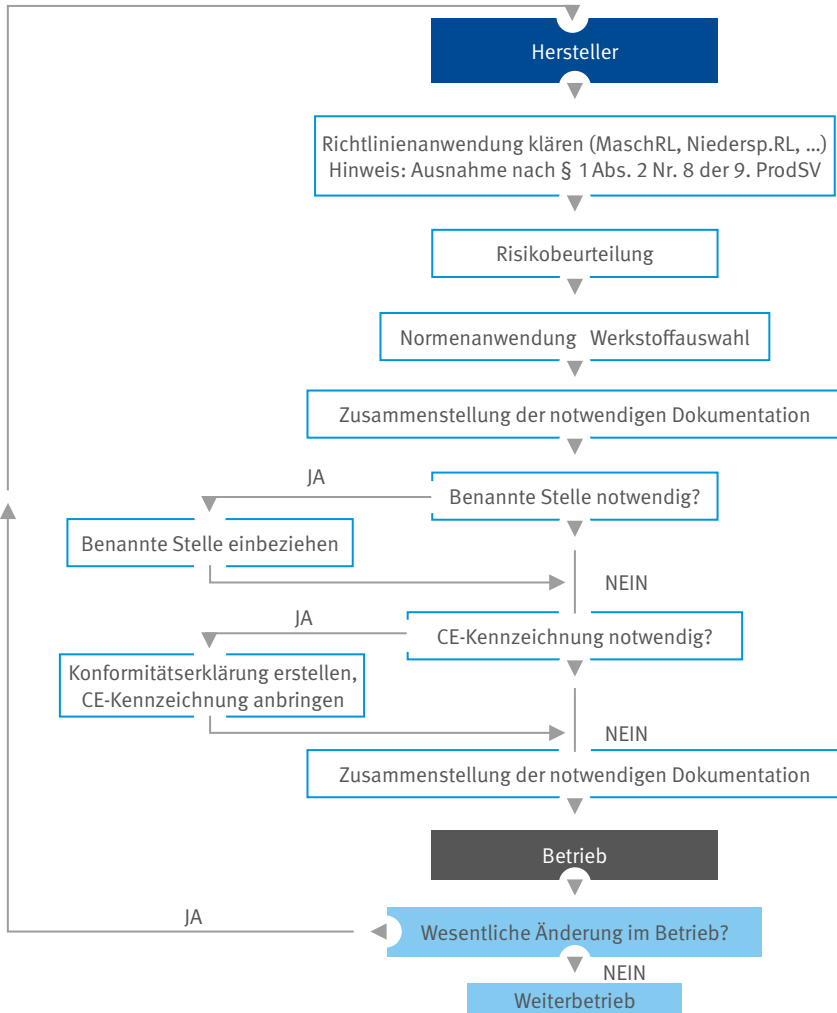 Hersteller
Richtlinienanwendung klären (MaschRL, Niedersp.RL, ...)
Hinweis: Ausnahme nach § 1 Abs. 2 Nr. 8 der 9. ProdSV
Risikobeurteilung
Normenanwendung Werkstoffauswahl
Zusammenstellung der notwendigen Dokumentation
JA
Benannte Stelle notwendig?
Benannte Stelle einbeziehen
NEIN
JA
CE-Kennzeichnung notwendig?
Konformitätserklärung erstellen,
CE-Kennzeichnung anbringen
NEIN
Zusammenstellung der notwendigen Dokumentation
Betrieb
JA
Wesentliche Änderung im Betrieb?
NEIN
Weiterbetrieb